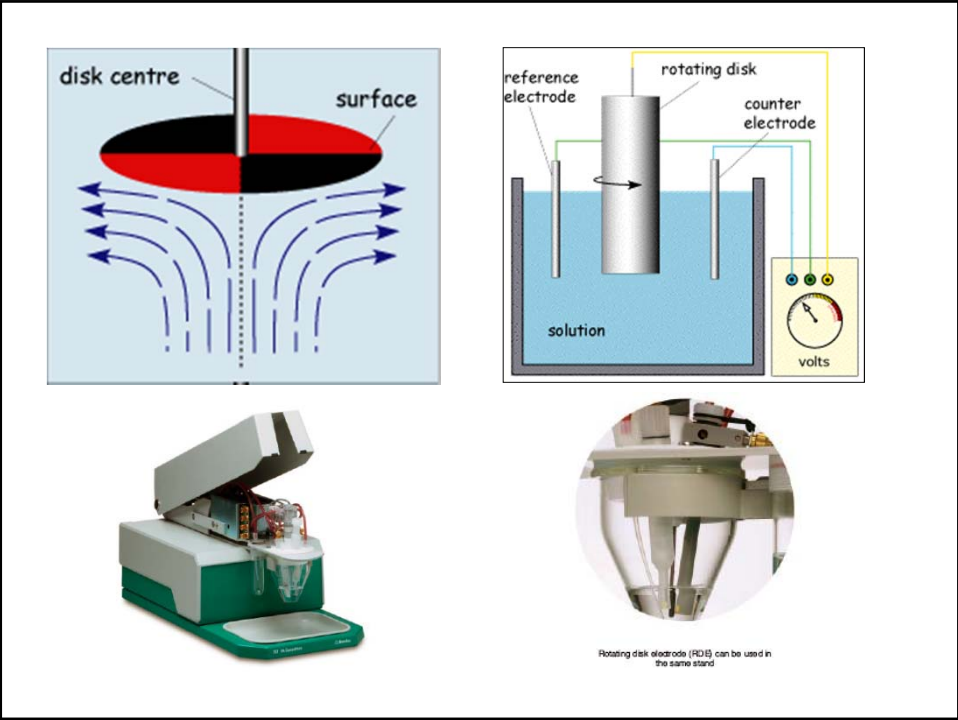 disk centre
surface
reference
electrode
rotating disk
counter
electrode
solution
volts
Rotating disk electrode (RDE) can be used in
the same stand